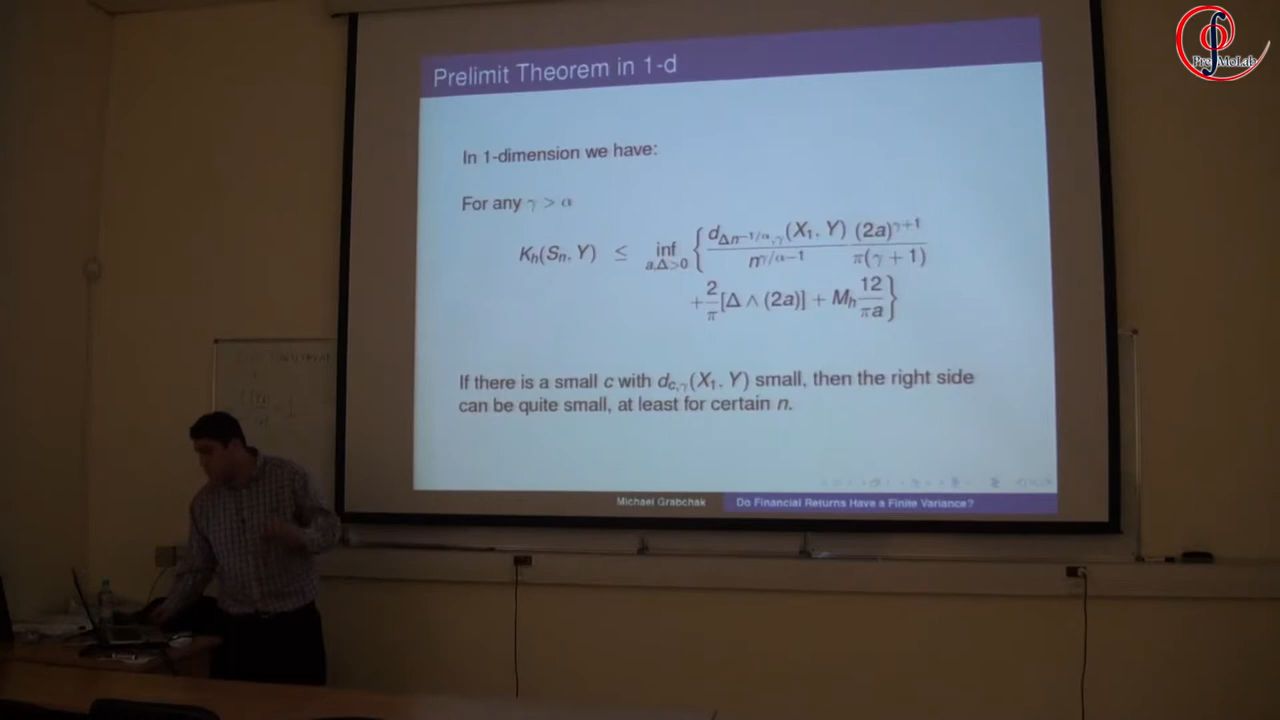 Prelimit Theorem in 1-d
In 1-dimension we have:
For any γ > α
K_h(S_n, Y) ≤ inf_{a,Δ>0} { d_{Δn^{-1/α},γ}(X_1, Y) / n^{γ/α-1} (2a)^{γ+1} / π(γ + 1)
+ 2/π [Δ ∧ (2a)] + M_h 12/πa }
If there is a small c with d_{c,γ}(X_1, Y) small, then the right side
can be quite small, at least for certain n.
Michael Grabchak Do Financial Returns Have a Finite Variance?
PreMoLab